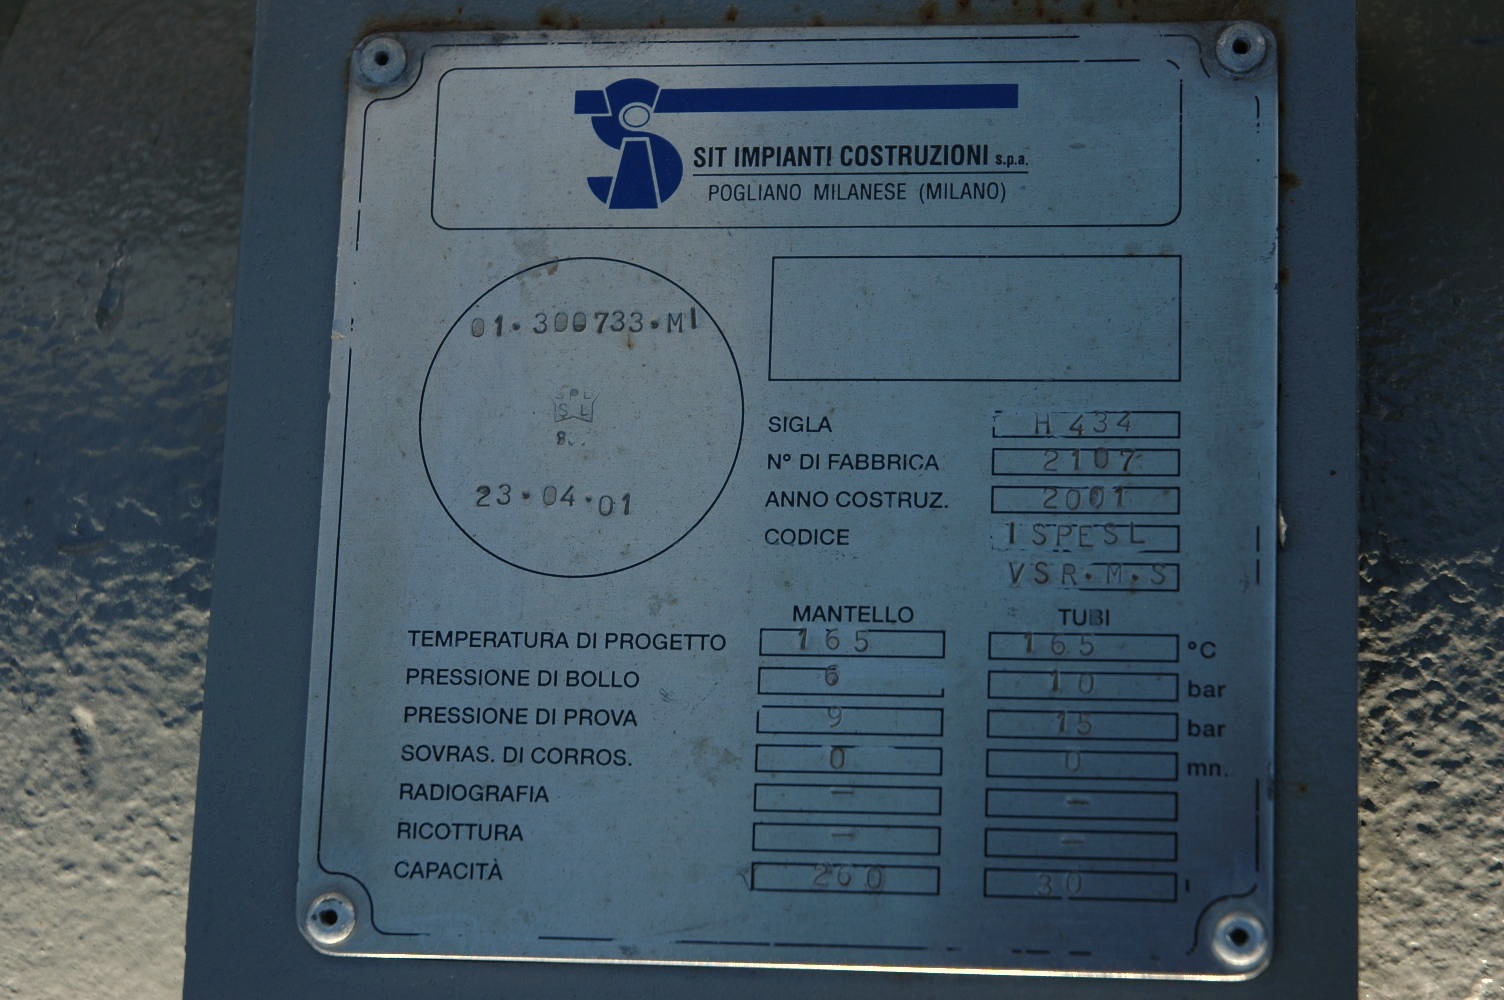 SIT IMPIANTI COSTRUZIONI s.p.a.
POGLIANO MILANESE (MILANO)
01.300733.MI
SPE
SL
23.04.01
SIGLA H 434
N° DI FABBRICA 2107
ANNO COSTRUZ. 2001
CODICE ISPESL
VSR.M.S
MANTELLO TUBI
TEMPERATURA DI PROGETTO 165 165 °C
PRESSIONE DI BOLLO 6 10 bar
PRESSIONE DI PROVA 9 15 bar
SOVRAS. DI CORROS. 0 0 mn.
RADIOGRAFIA - -
RICOTTURA - -
CAPACITÀ 260 30 l